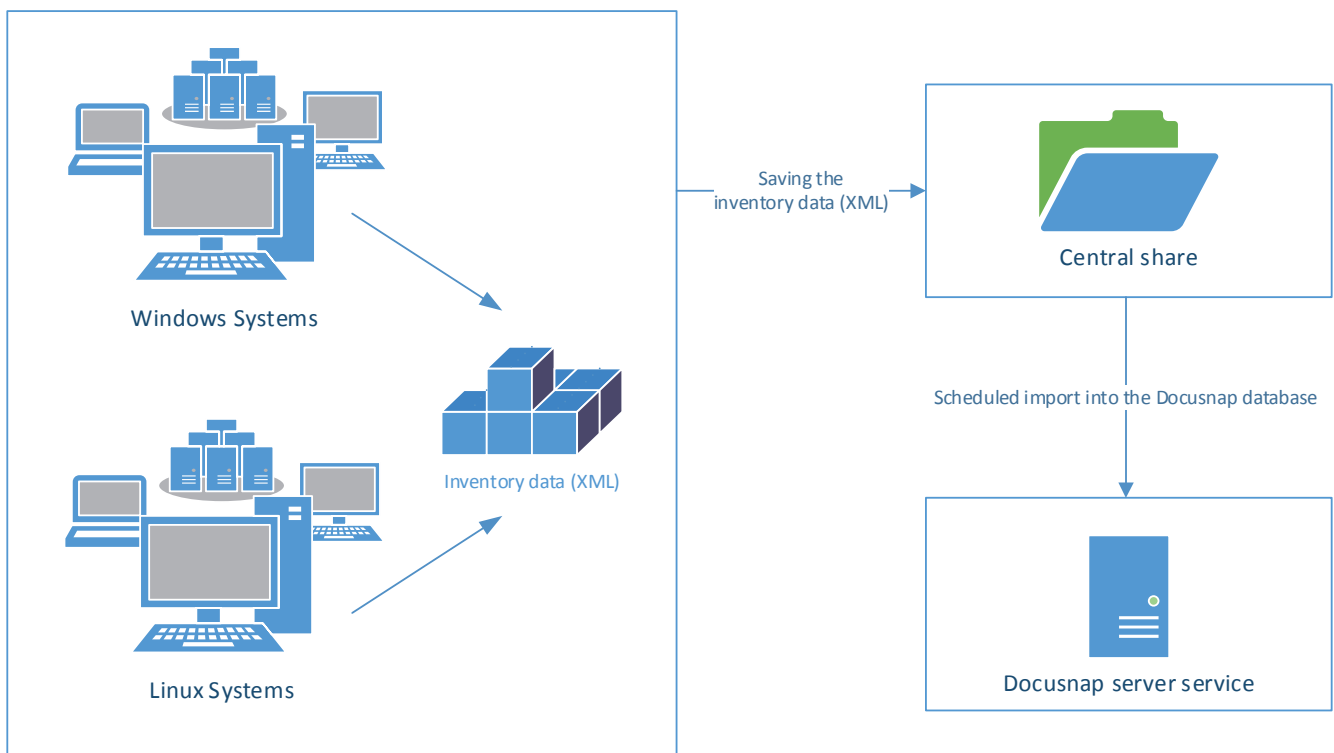 Windows Systems
Inventory data (XML)
Linux Systems
Saving the
inventory data (XML)
Central share
Scheduled import into the Docusnap database
Docusnap server service